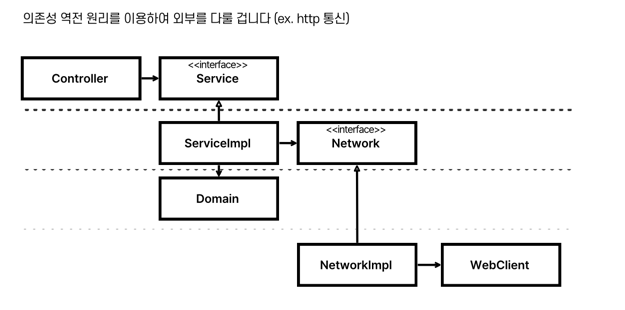 의존성 역전 원리를 이용하여 외부를 다룰 겁니다 (ex. http 통신)
Controller
<<interface>>
Service
ServiceImpl
<<interface>>
Network
Domain
NetworkImpl
WebClient